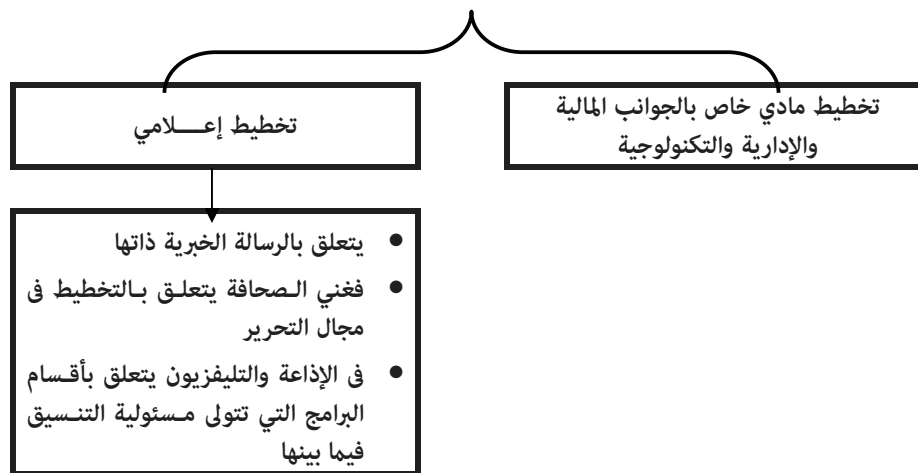 تخطيط مادي خاص بالجوانب المالية
والإدارية والتكنولوجية
تخطيط إعــــلامي
● يتعلق بالرسالة الخبرية ذاتها
● فغني الـصحافة يتعلـق بـالتخطيط فى
مجال التحرير
● فى الإذاعة والتليفزيون يتعلق بأقـسام
البرامج التي تتولى مـسئولية التنـسيق
فيما بينها